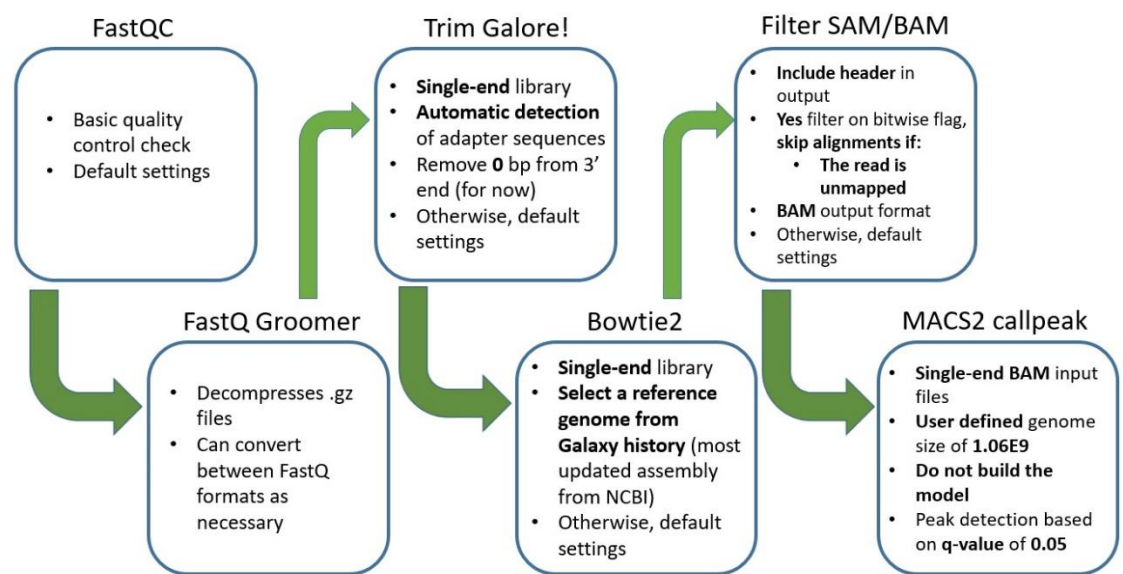 FastQC
• Basic quality
control check
• Default settings
FastQ Groomer
• Decompresses .gz
files
• Can convert
between FastQ
formats as
necessary
Trim Galore!
• Single-end library
• Automatic detection
of adapter sequences
• Remove 0 bp from 3’
end (for now)
• Otherwise, default
settings
Bowtie2
• Single-end library
• Select a reference
genome from
Galaxy history (most
updated assembly
from NCBI)
• Otherwise, default
settings
Filter SAM/BAM
• Include header in
output
• Yes filter on bitwise flag,
skip alignments if:
• The read is
unmapped
• BAM output format
• Otherwise, default
settings
MACS2 callpeak
• Single-end BAM input
files
• User defined genome
size of 1.06E9
• Do not build the
model
• Peak detection based
on q-value of 0.05